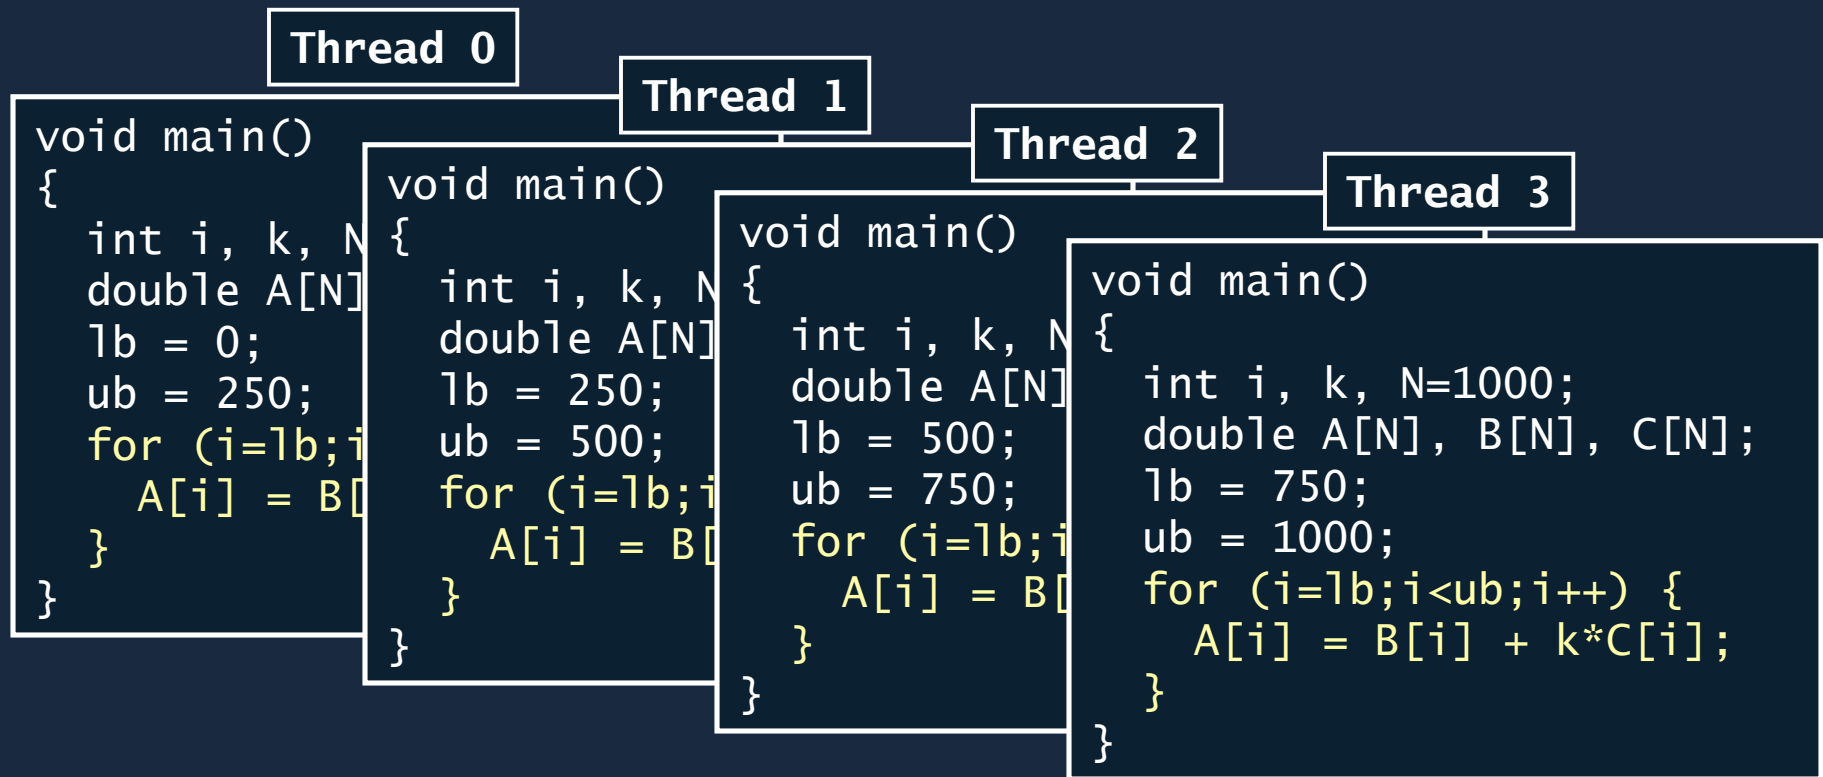 Thread 0
void main()
{
int i, k, N
double A[N]
lb = 0;
ub = 250;
for (i=lb;i
A[i] = B[
}
}
Thread 1
void main()
{
int i, k, N
double A[N]
lb = 250;
ub = 500;
for (i=lb;i
A[i] = B[
}
}
Thread 2
void main()
{
int i, k, N
double A[N]
lb = 500;
ub = 750;
for (i=lb;i
A[i] = B[
}
}
Thread 3
void main()
{
int i, k, N=1000;
double A[N], B[N], C[N];
lb = 750;
ub = 1000;
for (i=lb;i<ub;i++) {
A[i] = B[i] + k*C[i];
}
}